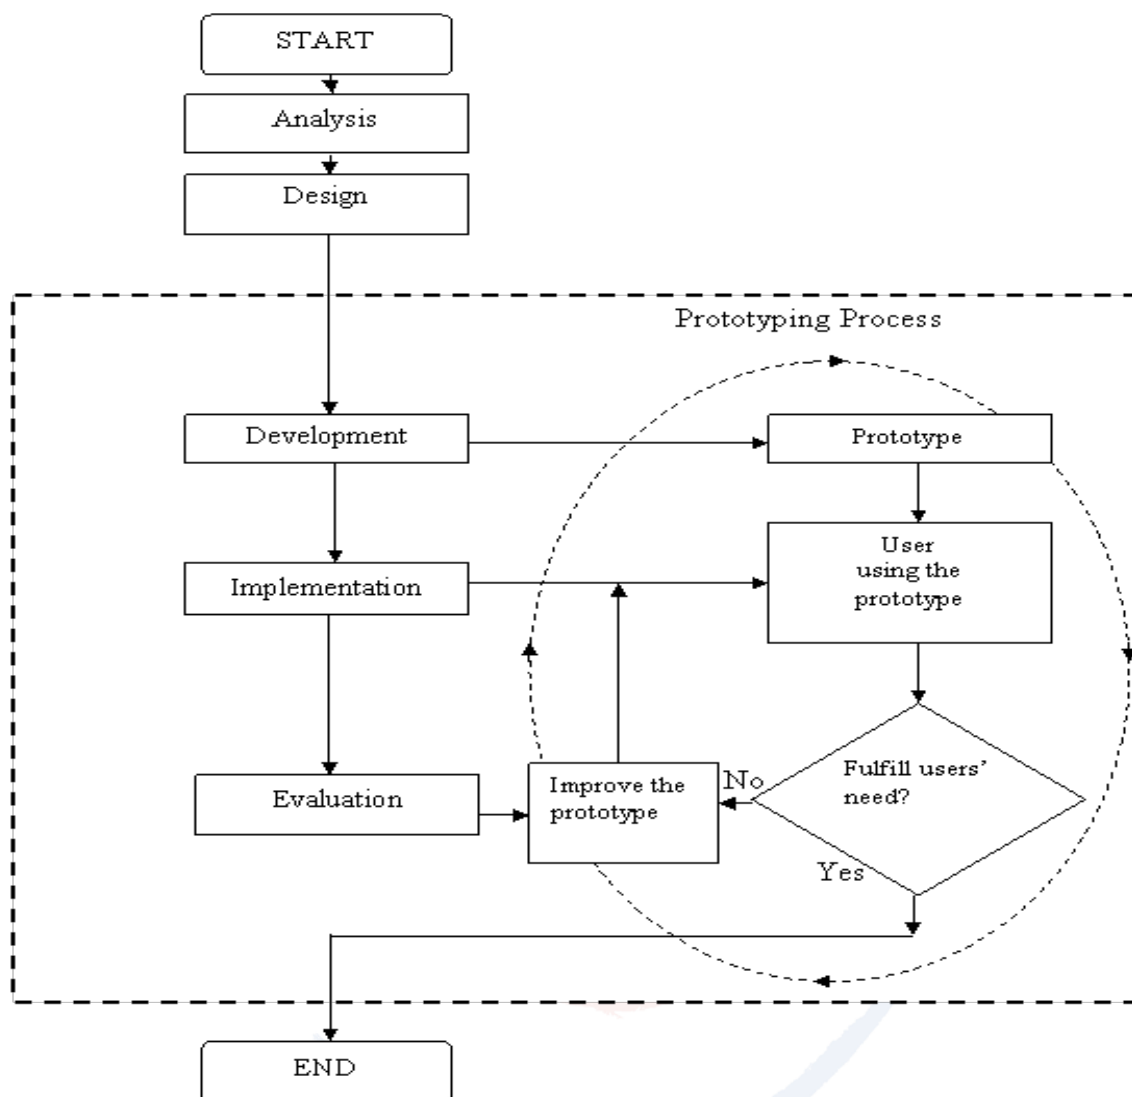 START
Analysis
Design
Prototyping Process
Development
Prototype
User
using the
prototype
Implementation
Evaluation
Improve the
prototype
No
Fulfill users’
need?
Yes
END